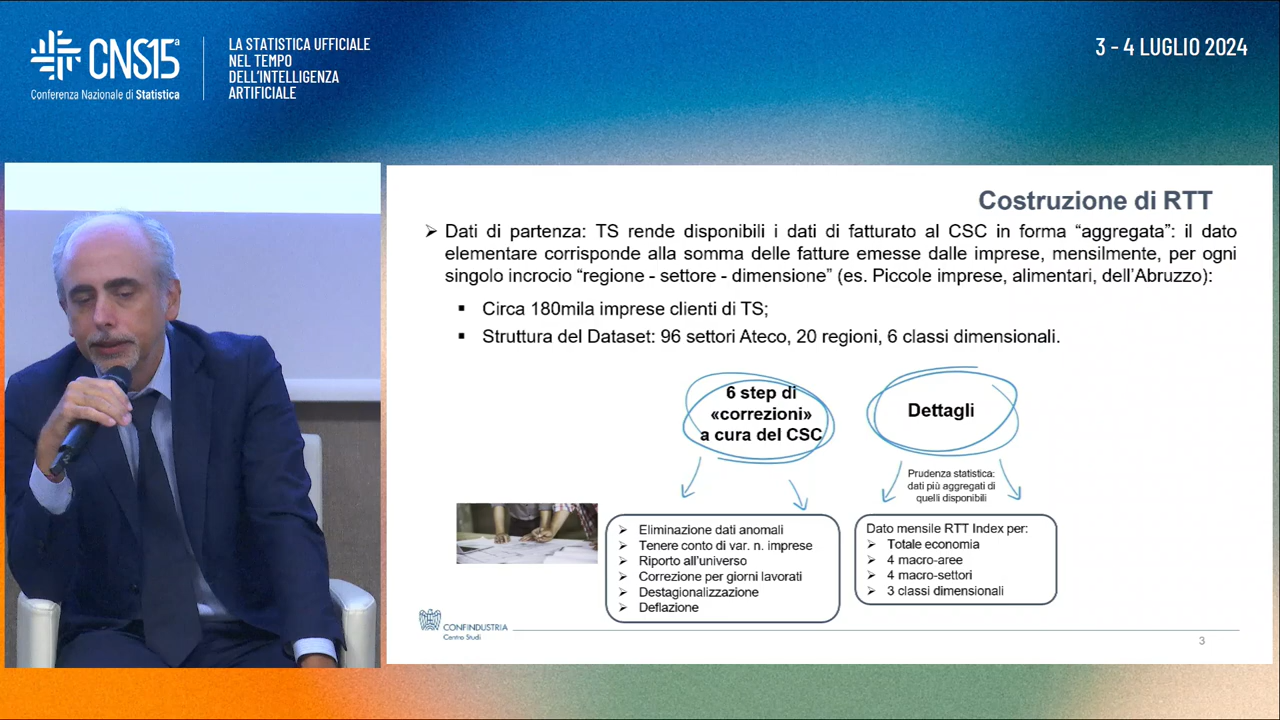 CNS15ª
Conferenza Nazionale di Statistica
LA STATISTICA UFFICIALE
NEL TEMPO
DELL'INTELLIGENZA
ARTIFICIALE
3 - 4 LUGLIO 2024
Costruzione di RTT
➢ Dati di partenza: TS rende disponibili i dati di fatturato al CSC in forma “aggregata”: il dato
elementare corrisponde alla somma delle fatture emesse dalle imprese, mensilmente, per ogni
singolo incrocio “regione - settore - dimensione” (es. Piccole imprese, alimentari, dell’Abruzzo):
▪ Circa 180mila imprese clienti di TS;
▪ Struttura del Dataset: 96 settori Ateco, 20 regioni, 6 classi dimensionali.
6 step di
«correzioni»
a cura del CSC
➢ Eliminazione dati anomali
➢ Tenere conto di var. n. imprese
➢ Riporto all’universo
➢ Correzione per giorni lavorati
➢ Destagionalizzazione
➢ Deflazione
Dettagli
Prudenza statistica:
dati più aggregati di
quelli disponibili
Dato mensile RTT Index per:
➢ Totale economia
➢ 4 macro-aree
➢ 4 macro-settori
➢ 3 classi dimensionali
CONFINDUSTRIA
Centro Studi
3